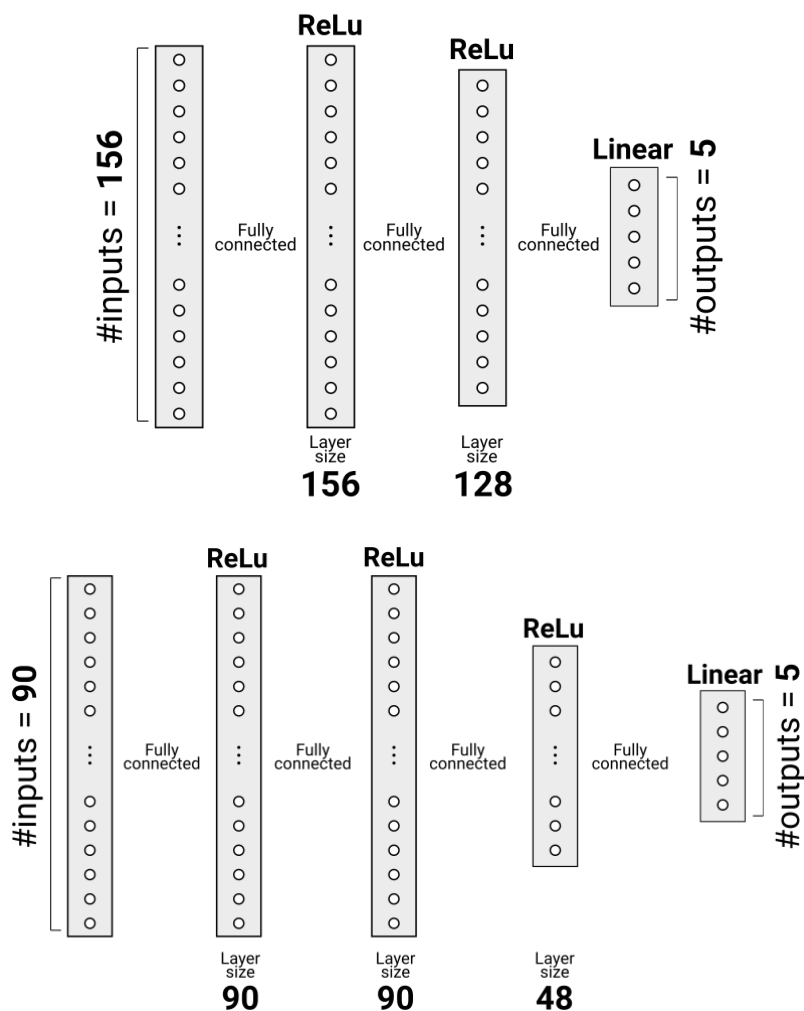 ReLu
ReLu
Linear
#inputs = 156
Fully
connected
Fully
connected
Fully
connected
#outputs = 5
Layer
size
156
Layer
size
128
ReLu
ReLu
ReLu
Linear
#inputs = 90
Fully
connected
Fully
connected
Fully
connected
Fully
connected
#outputs = 5
Layer
size
90
Layer
size
90
Layer
size
48